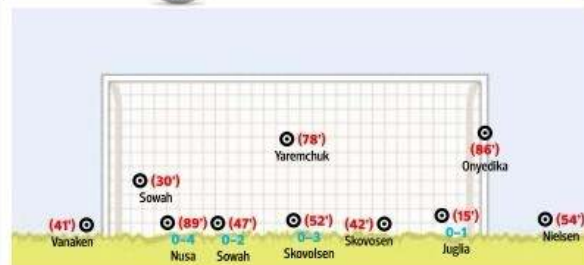 (78')
Yaremchuk
(86')
Onyedika
(30')
Sowah
(41')
Vanaken
(89')
0-4
Nusa
(47')
0-2
Sowah
(52')
0-3
Skovolsen
(42')
Skovosen
(15')
0-1
Juglia
(54')
Nielsen